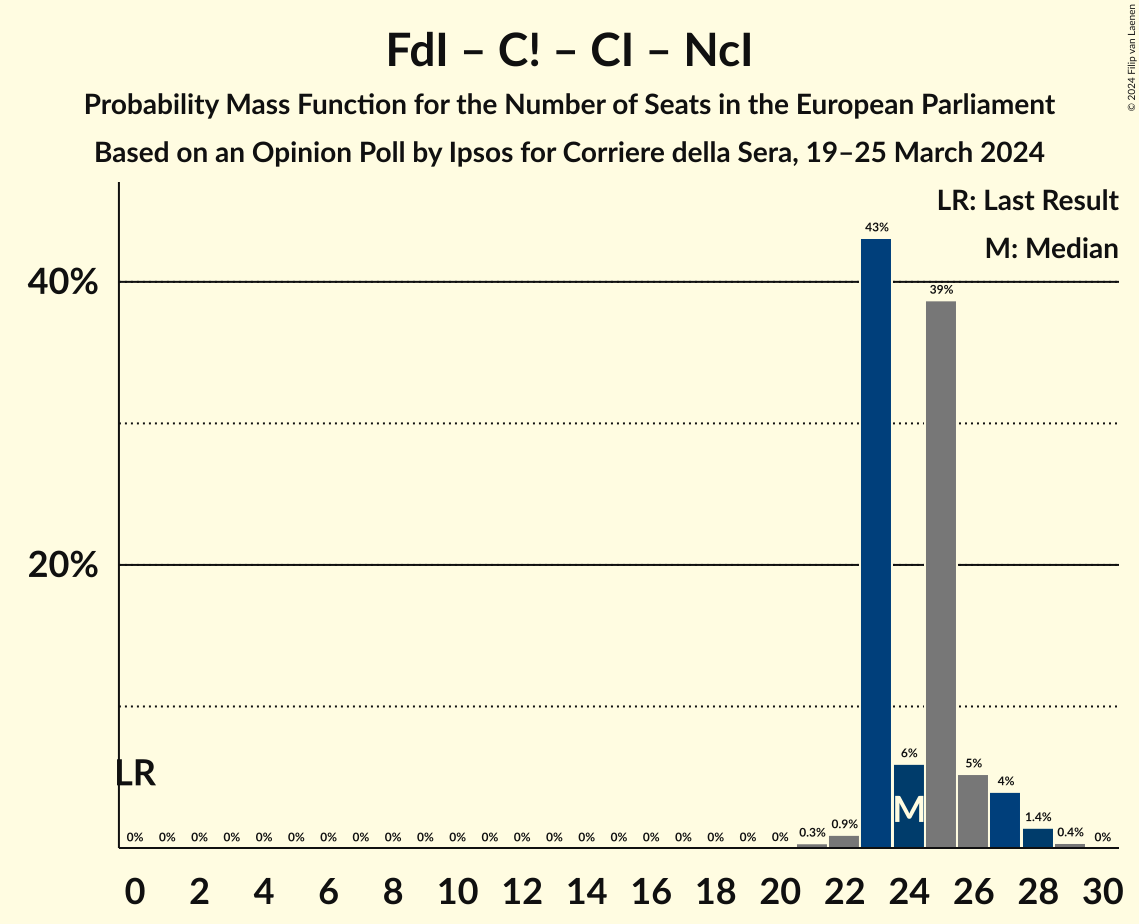 FdI – C! – CI – NcI
Probability Mass Function for the Number of Seats in the European Parliament
Based on an Opinion Poll by Ipsos for Corriere della Sera, 19–25 March 2024
© 2024 Filip van Laenen
LR: Last Result
M: Median
43%
40%
39%
20%
6%
LR
5%
4%
M
0% 0% 0% 0% 0% 0% 0% 0% 0% 0% 0% 0% 0% 0% 0% 0% 0% 0% 0% 0% 0% 0.3% 0.9% 1.4% 0.4% 0%
0 2 4 6 8 10 12 14 16 18 20 22 24 26 28 30